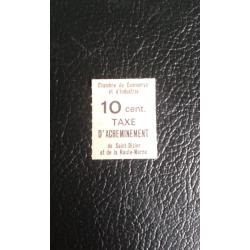 Chambre de Commerce
et d'Industrie
10 cent.
TAXE
D'ACHEMINEMENT
de Saint-Dizier
et de la Haute-Marne